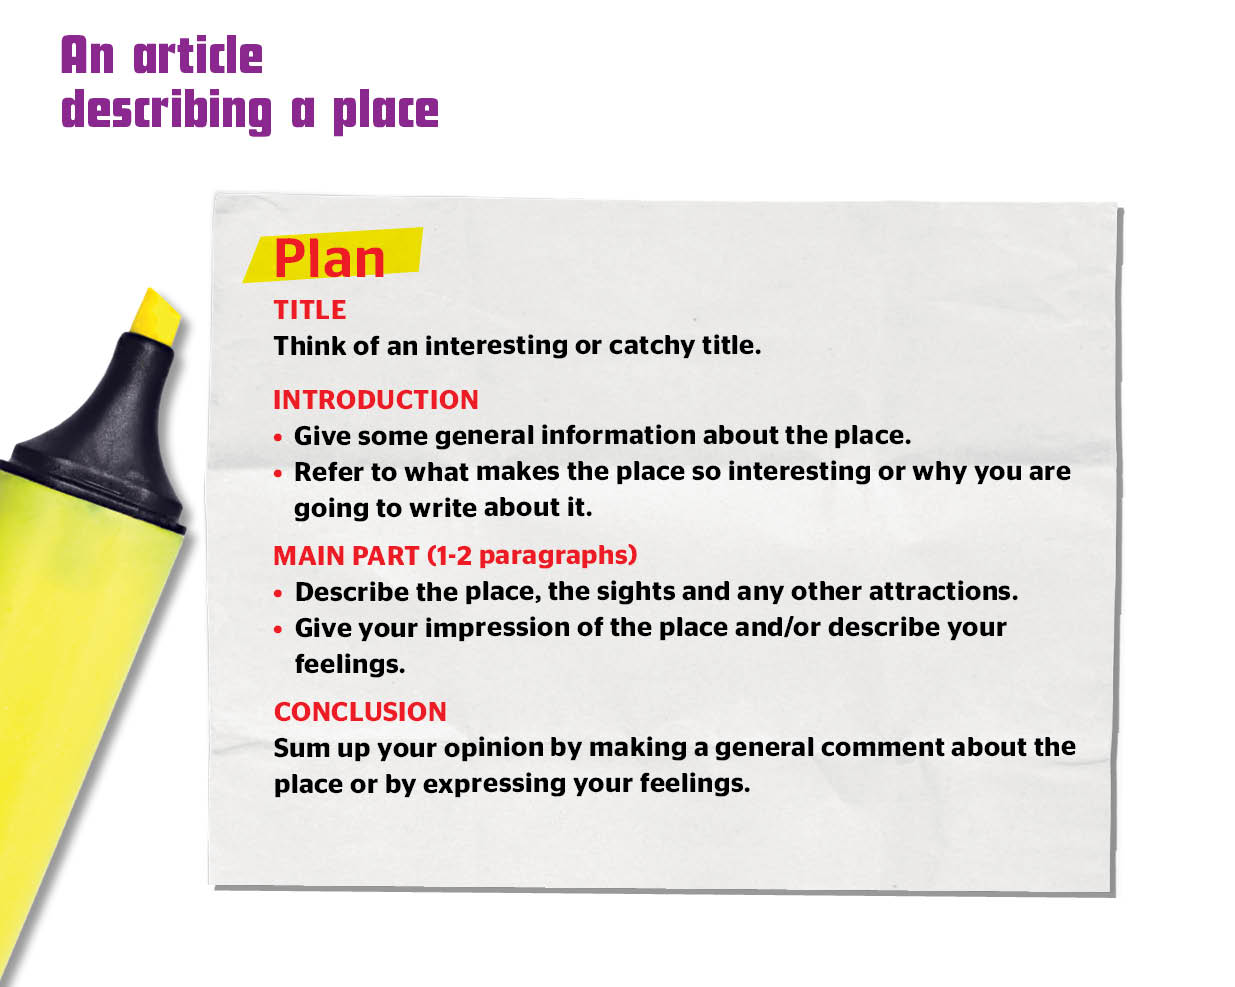 An article
describing a place
Plan
TITLE
Think of an interesting or catchy title.
INTRODUCTION
• Give some general information about the place.
• Refer to what makes the place so interesting or why you are
going to write about it.
MAIN PART (1-2 paragraphs)
• Describe the place, the sights and any other attractions.
• Give your impression of the place and/or describe your
feelings.
CONCLUSION
Sum up your opinion by making a general comment about the
place or by expressing your feelings.